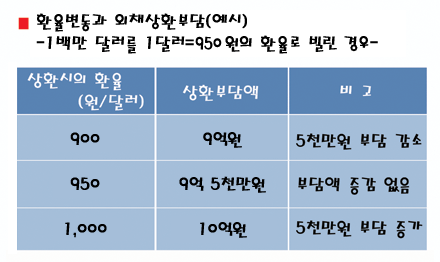 ■ 환율변동과 외채상환부담(예시)
-1백만 달러를 1달러=950원의 환율로 빌린 경우-
상환시의 환율 상환부담액 비 고
(원/달러)
900 9억원 5천만원 부담 감소
950 9억 5천만원 부담액 증감 없음
1,000 10억원 5천만원 부담 증가